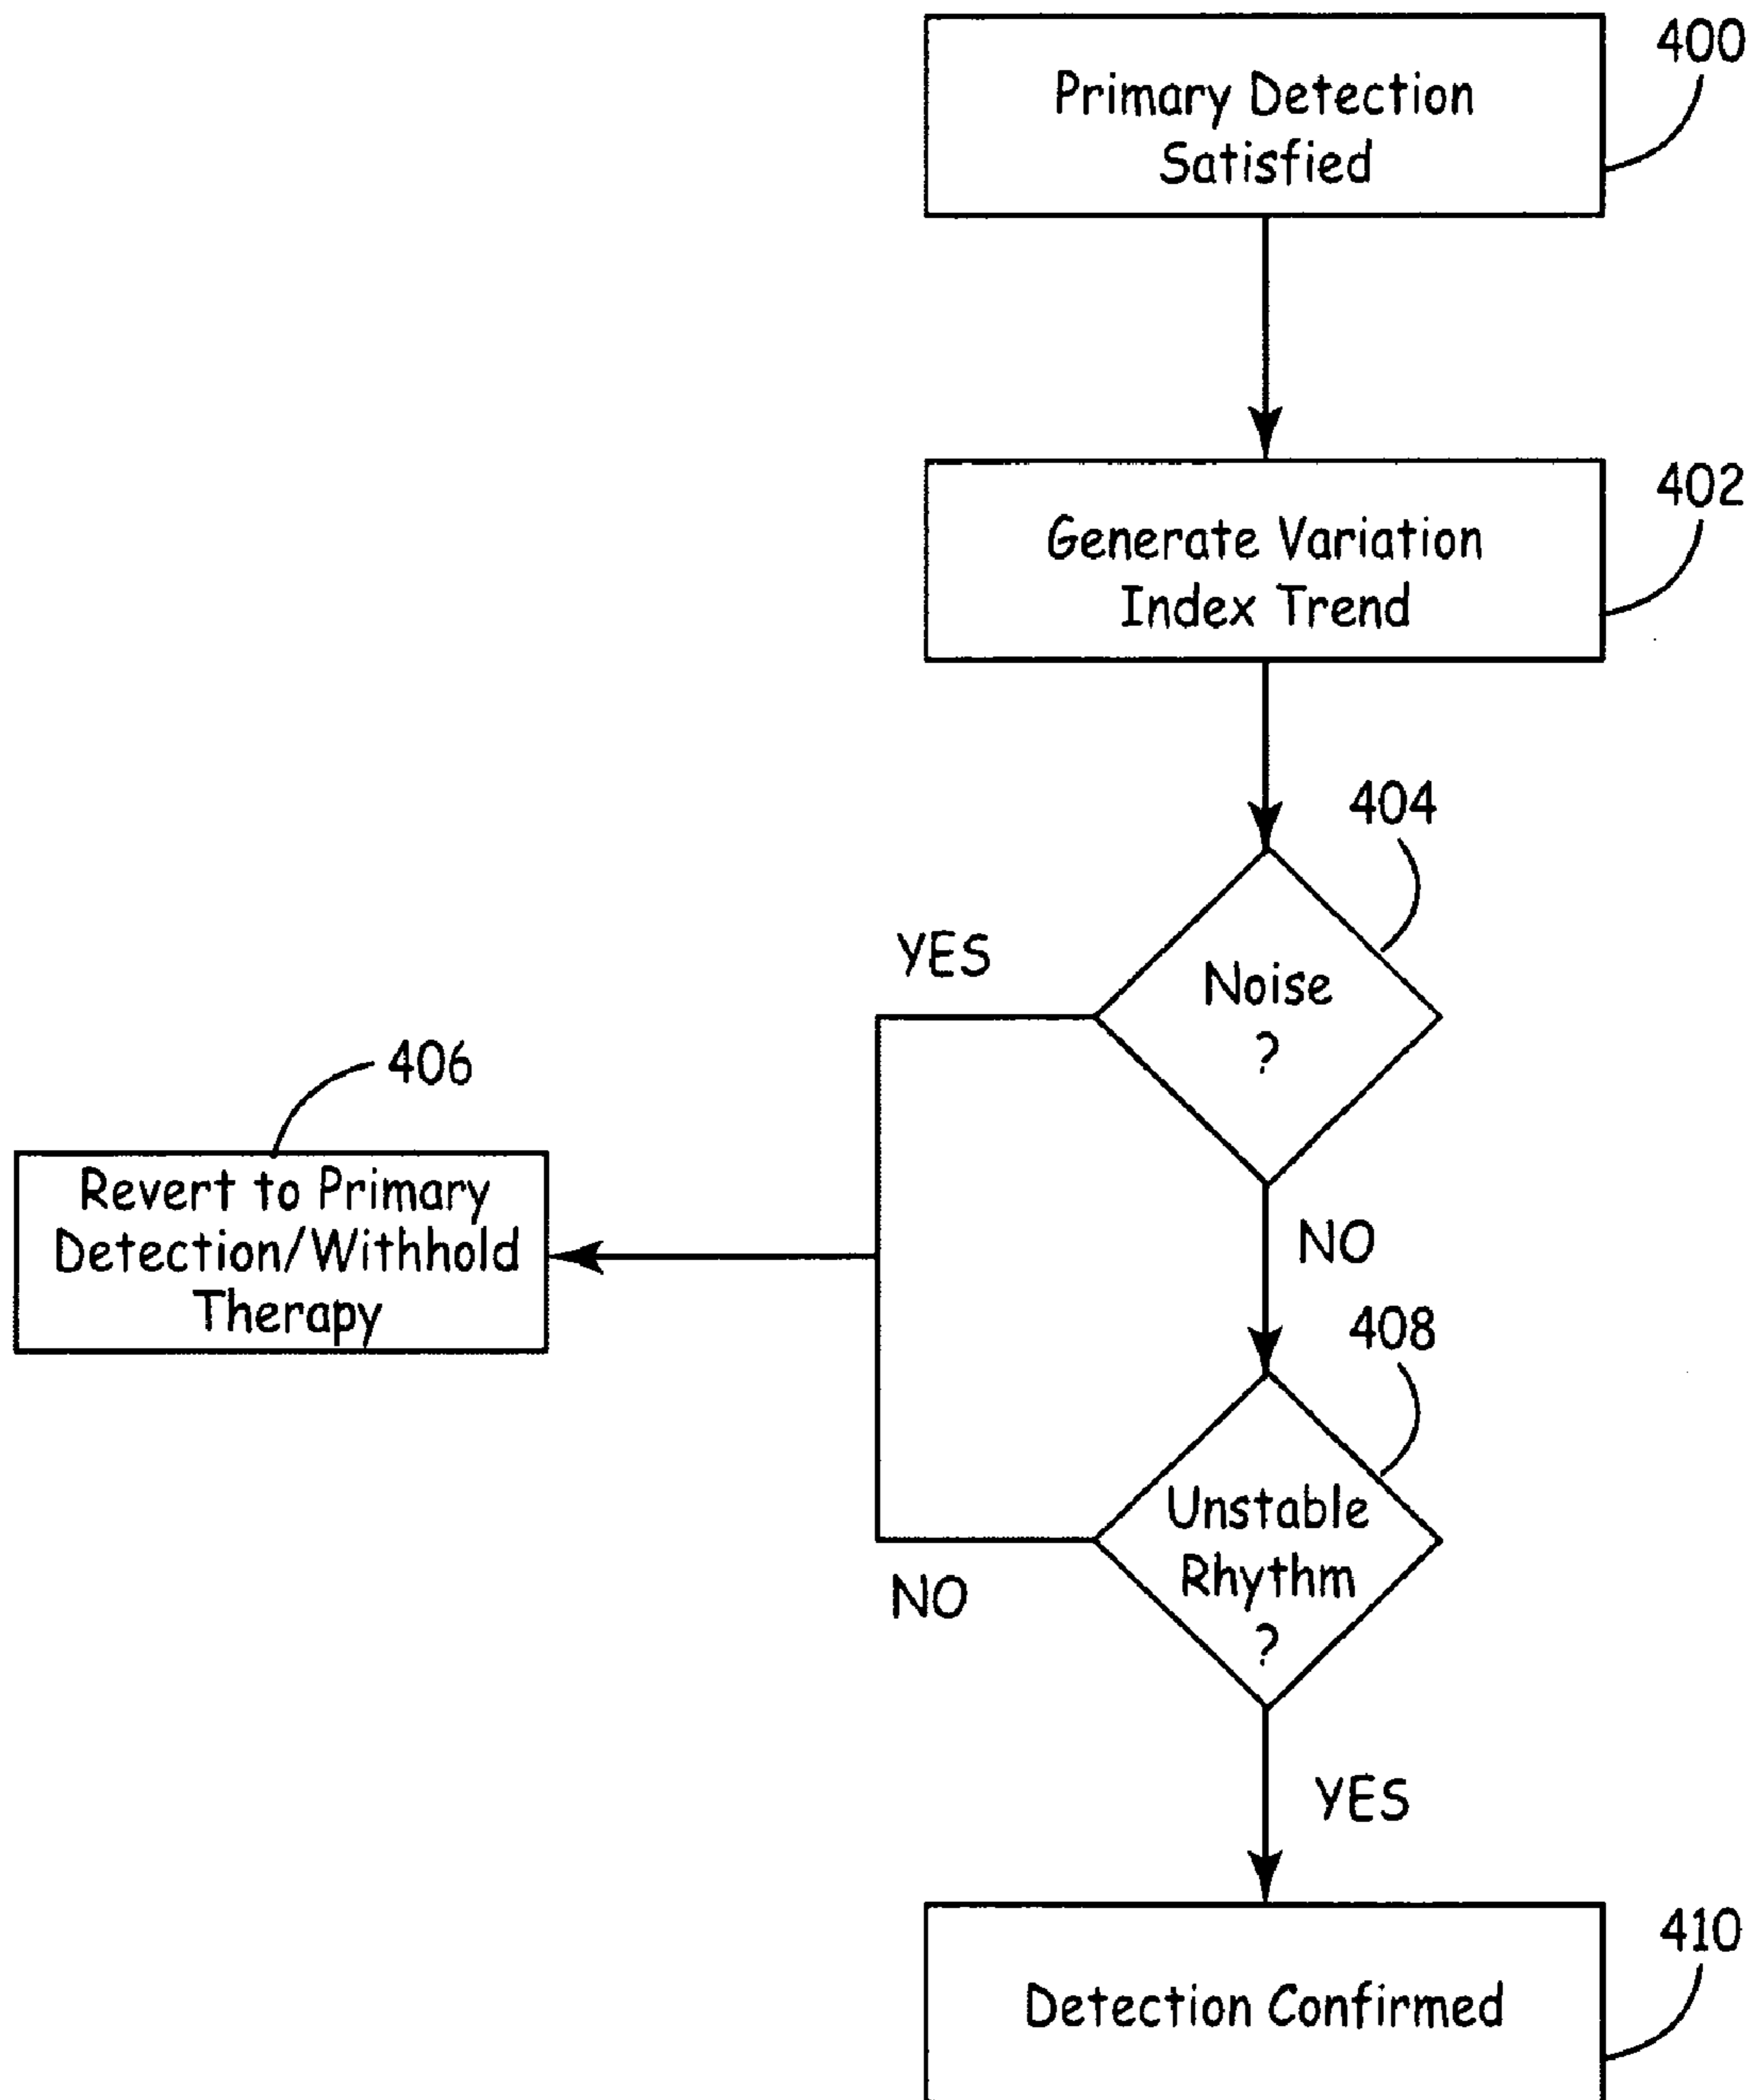 400
Primary Detection
Satisfied
402
Generate Variation
Index Trend
404
YES
Noise
?
406
Revert to Primary
Detection/Withhold
Therapy
NO
408
Unstable
Rhythm
?
NO
YES
410
Detection Confirmed